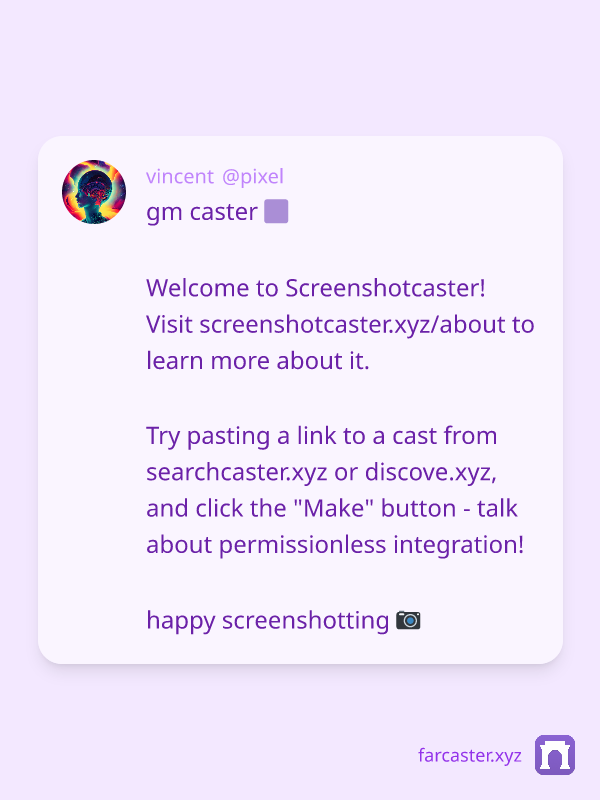 vincent @pixel
gm caster 🟪
Welcome to Screenshotcaster!
Visit screenshotcaster.xyz/about to
learn more about it.
Try pasting a link to a cast from
searchcaster.xyz or discove.xyz,
and click the "Make" button - talk
about permissionless integration!
happy screenshotting 📷
farcaster.xyz